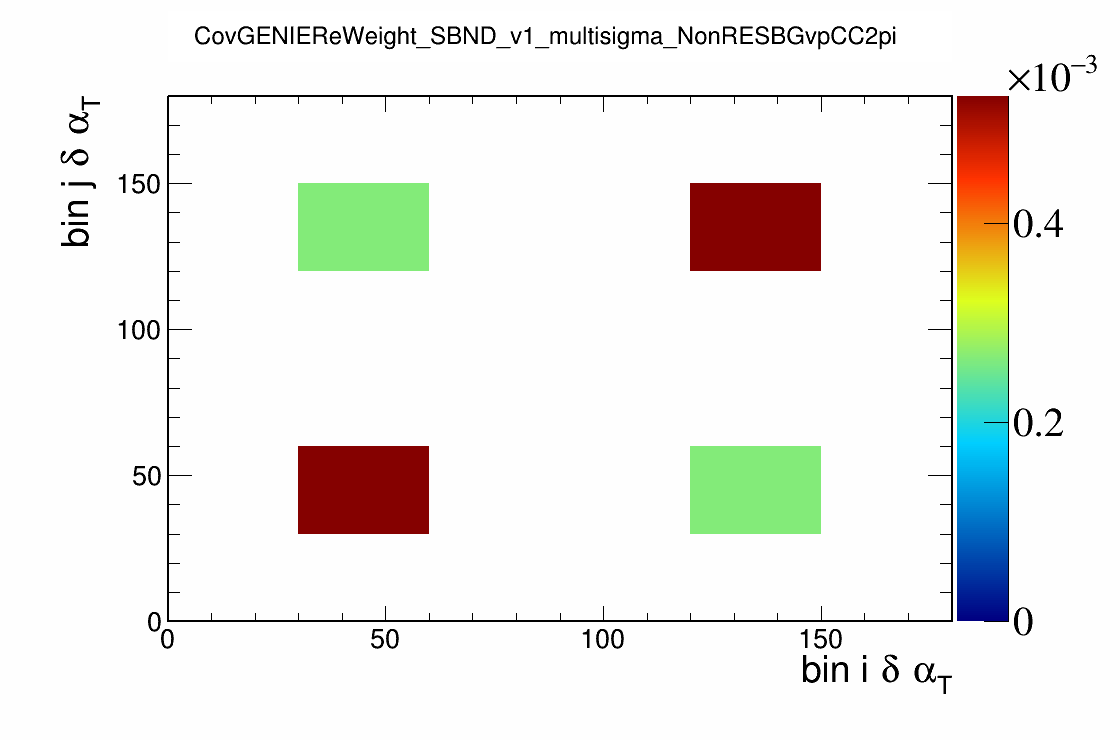 CovGENIEReWeight_SBND_v1_multisigma_NonRESBGvpCC2pi
×10⁻³
bin j δ α_T
150
100
50
0
0.4
0.2
0
0 50 100 150
bin i δ α_T